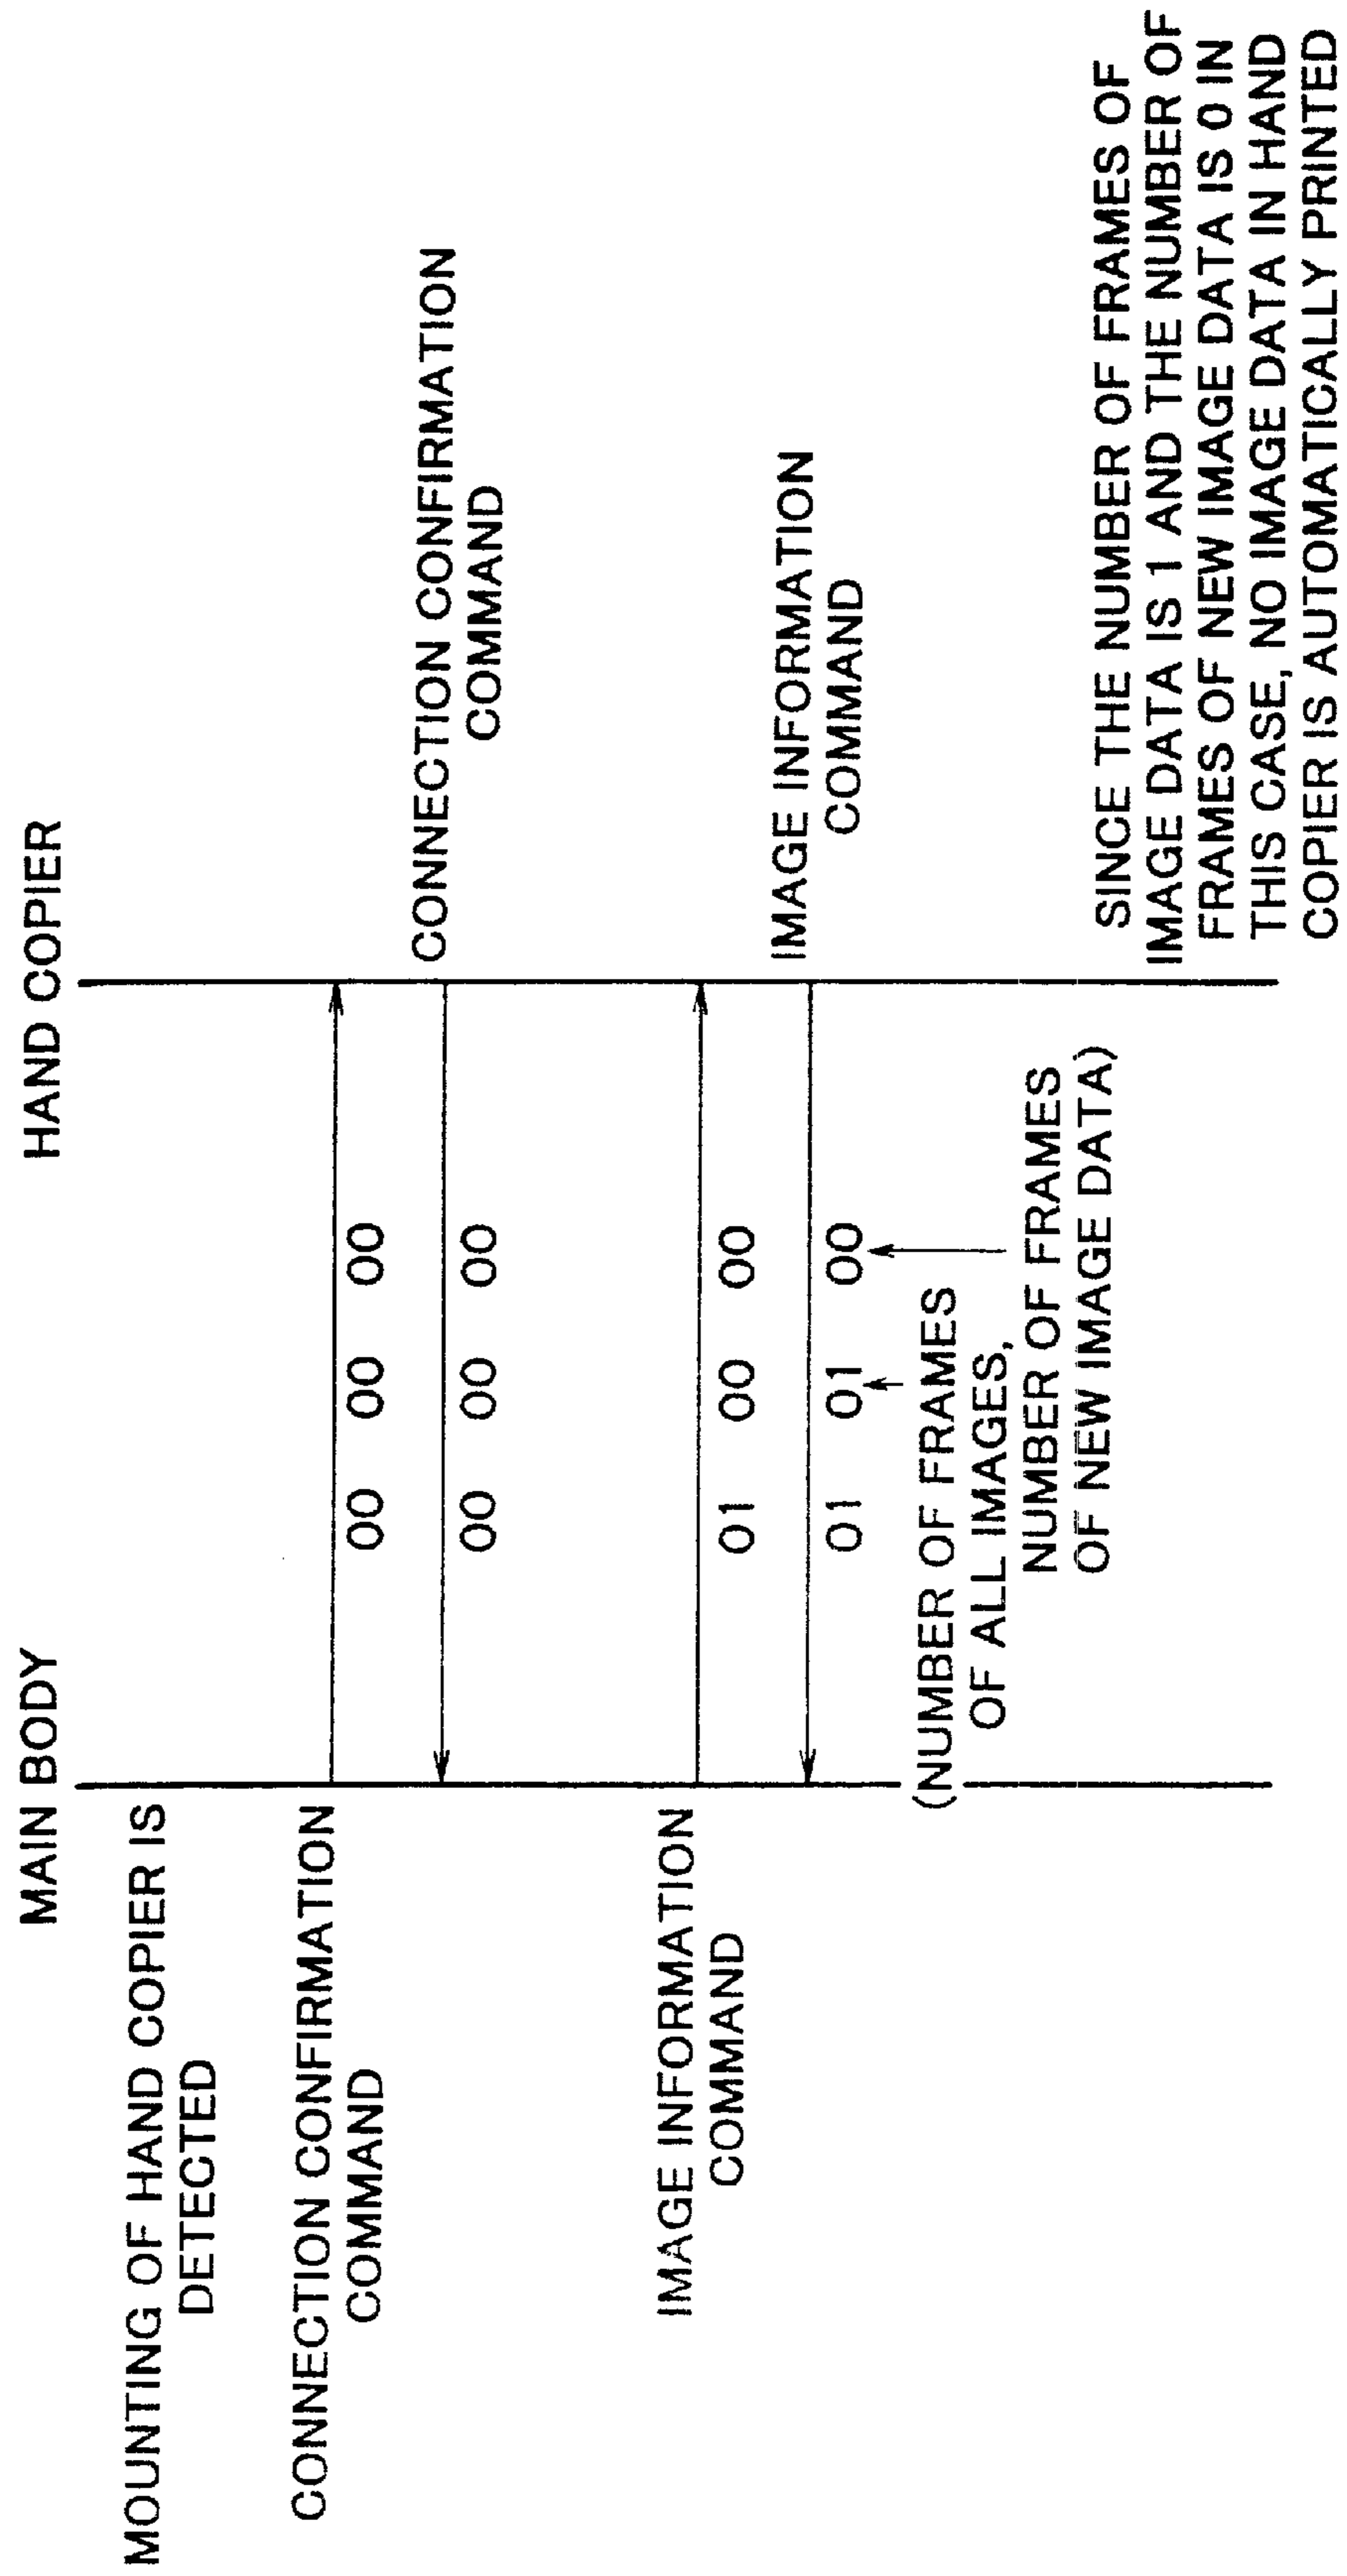 MAIN BODY
HAND COPIER
MOUNTING OF HAND COPIER IS
DETECTED
CONNECTION CONFIRMATION
COMMAND
00 00 00
CONNECTION CONFIRMATION
COMMAND
00 00 00
IMAGE INFORMATION
COMMAND
01 00 00
IMAGE INFORMATION
COMMAND
01 01 00
(NUMBER OF FRAMES
OF ALL IMAGES,
NUMBER OF FRAMES
OF NEW IMAGE DATA)
SINCE THE NUMBER OF FRAMES OF
IMAGE DATA IS 1 AND THE NUMBER OF
FRAMES OF NEW IMAGE DATA IS 0 IN
THIS CASE, NO IMAGE DATA IN HAND
COPIER IS AUTOMATICALLY PRINTED